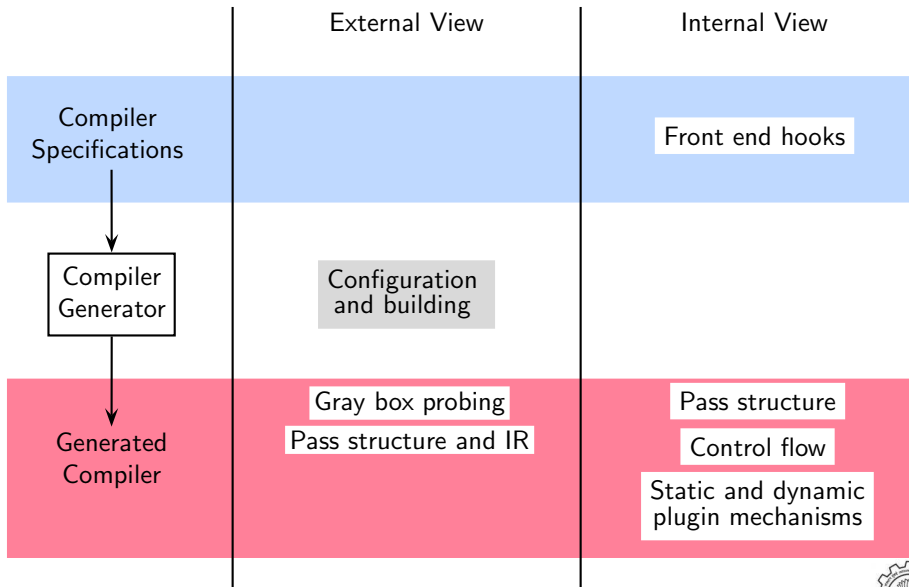 External View
Internal View
Compiler
Specifications
Front end hooks
Compiler
Generator
Configuration
and building
Generated
Compiler
Gray box probing
Pass structure and IR
Pass structure
Control flow
Static and dynamic
plugin mechanisms